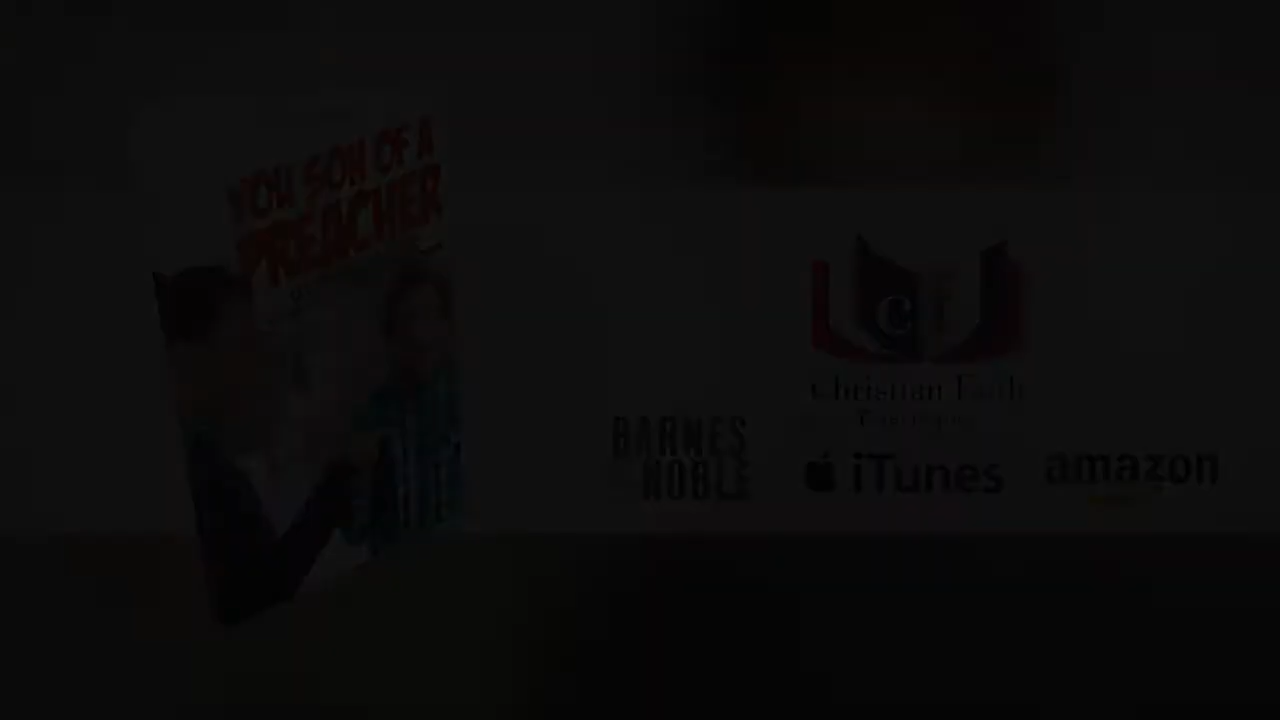 YOU SON OF A
PREACHER
C F
Christian Faith
BARNES
NOBLE
iTunes
amazon